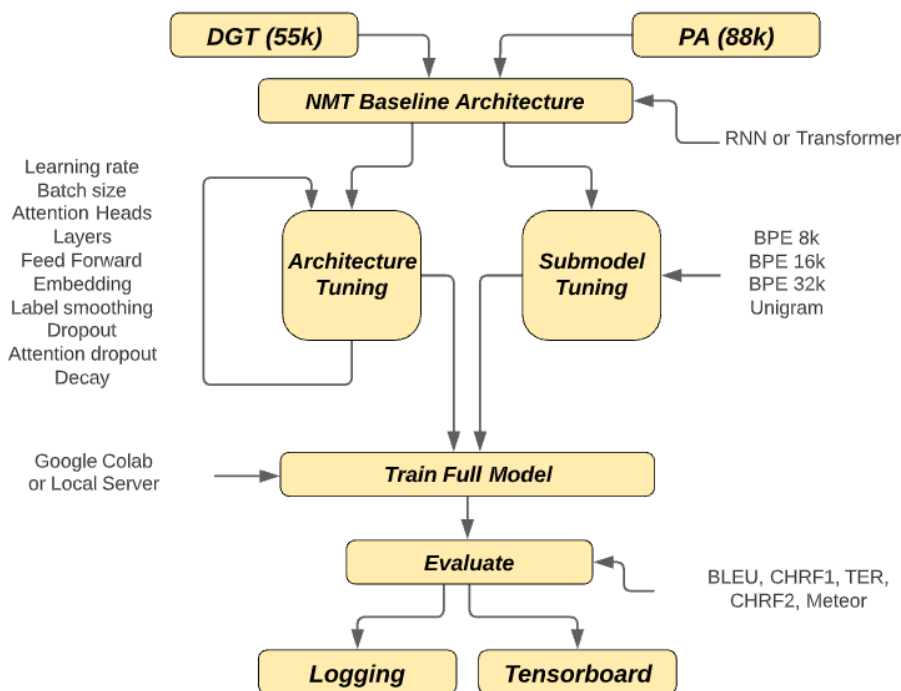 DGT (55k)
PA (88k)
NMT Baseline Architecture
RNN or Transformer
Learning rate
Batch size
Attention Heads
Layers
Feed Forward
Embedding
Label smoothing
Dropout
Attention dropout
Decay
Architecture
Tuning
Submodel
Tuning
BPE 8k
BPE 16k
BPE 32k
Unigram
Google Colab
or Local Server
Train Full Model
Evaluate
BLEU, CHRF1, TER,
CHRF2, Meteor
Logging
Tensorboard